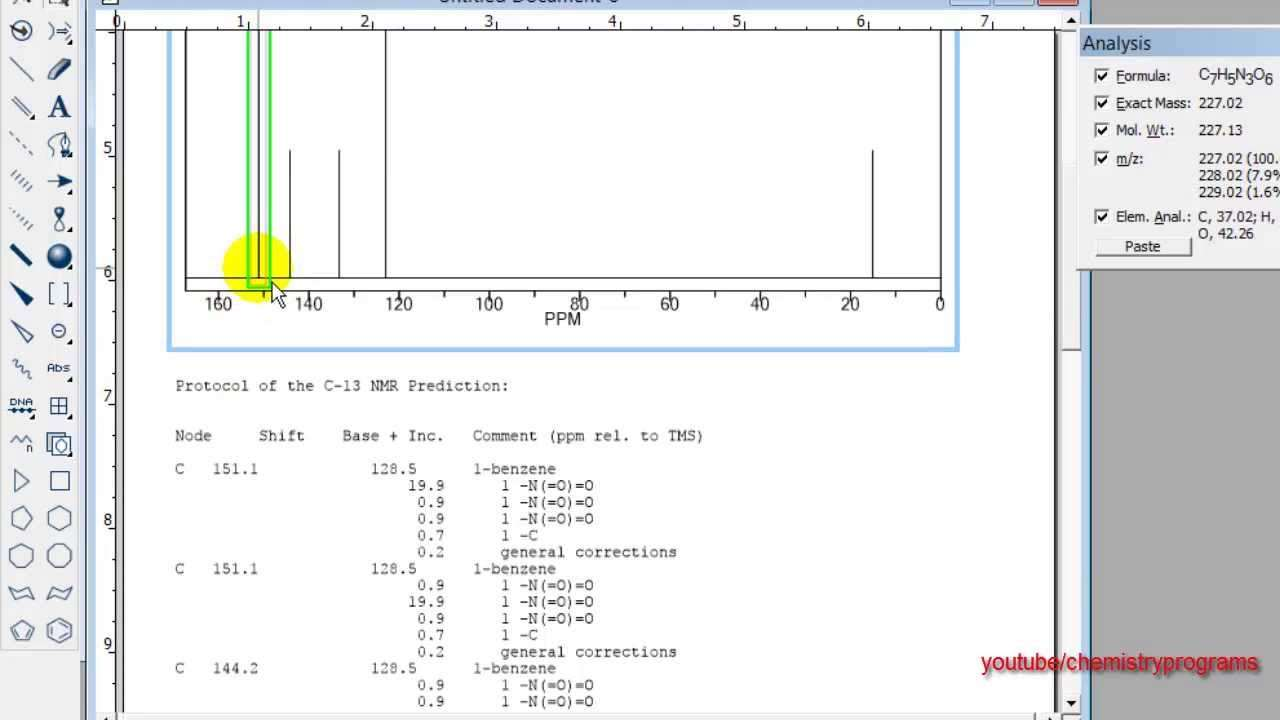 Untitled Document-6
0 1 2 3 4 5 6 7
Analysis
Formula: C7H5N3O6
Exact Mass: 227.02
Mol. Wt.: 227.13
m/z: 227.02 (100.
228.02 (7.9%
229.02 (1.6%
Elem. Anal.: C, 37.02; H,
O, 42.26
Paste
A
Abs
DNA
5
6
7
8
9
160 140 120 100 80 60 40 20 0
PPM
Protocol of the C-13 NMR Prediction:
Node Shift Base + Inc. Comment (ppm rel. to TMS)
C 151.1 128.5 1-benzene
19.9 1 -N(=O)=O
0.9 1 -N(=O)=O
0.9 1 -N(=O)=O
0.7 1 -C
0.2 general corrections
C 151.1 128.5 1-benzene
0.9 1 -N(=O)=O
19.9 1 -N(=O)=O
0.9 1 -N(=O)=O
0.7 1 -C
0.2 general corrections
C 144.2 128.5 1-benzene
0.9 1 -N(=O)=O
0.9 1 -N(=O)=O
youtube/chemistryprograms